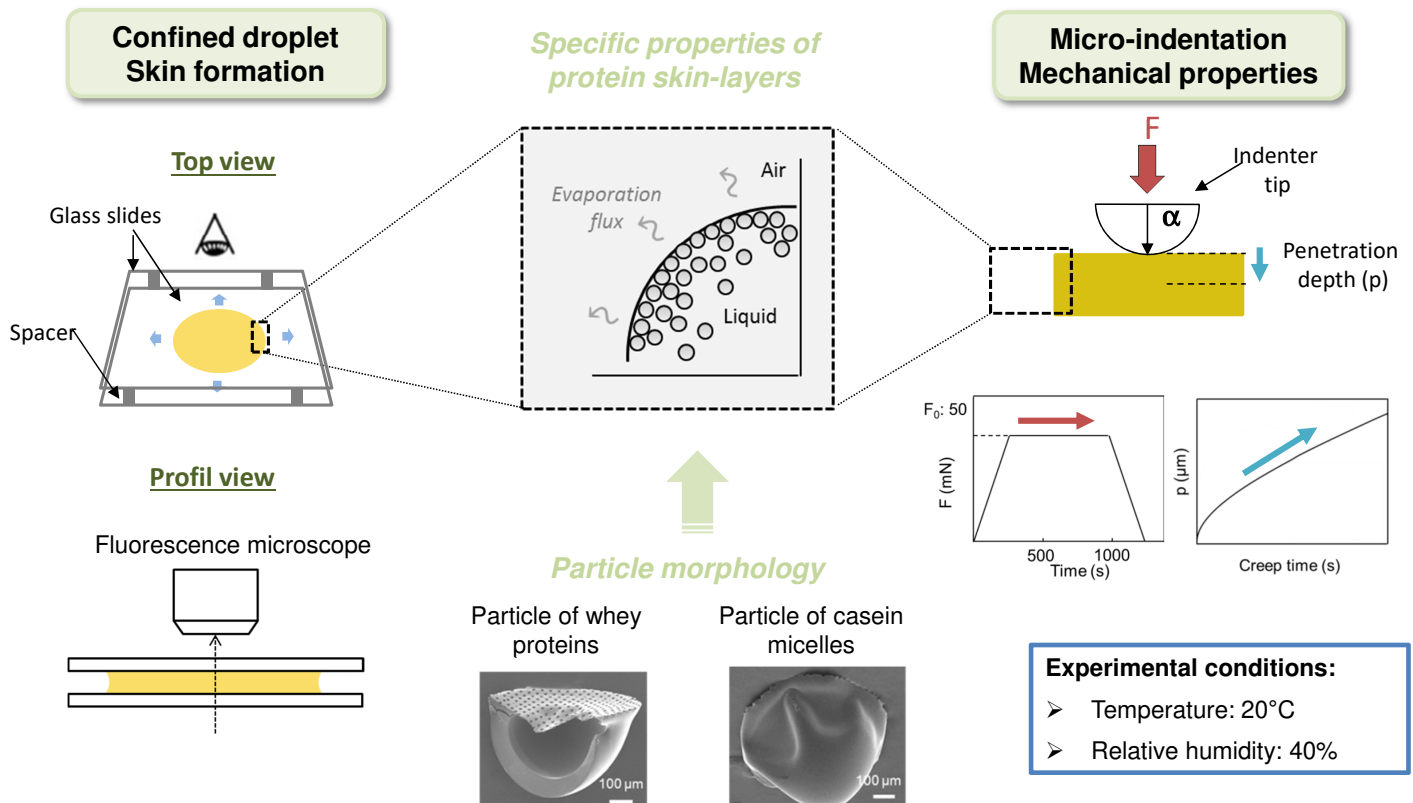 Confined droplet
Skin formation
Top view
Glass slides
Spacer
Profil view
Fluorescence microscope
Specific properties of
protein skin-layers
Air
Evaporation
flux
Liquid
Particle morphology
Particle of whey
proteins
100 µm
Particle of casein
micelles
100 µm
Micro-indentation
Mechanical properties
F
Indenter
tip
α
Penetration
depth (p)
F₀: 50
F (mN)
500
1000
Time (s)
p (µm)
Creep time (s)
Experimental conditions:
➢ Temperature: 20°C
➢ Relative humidity: 40%